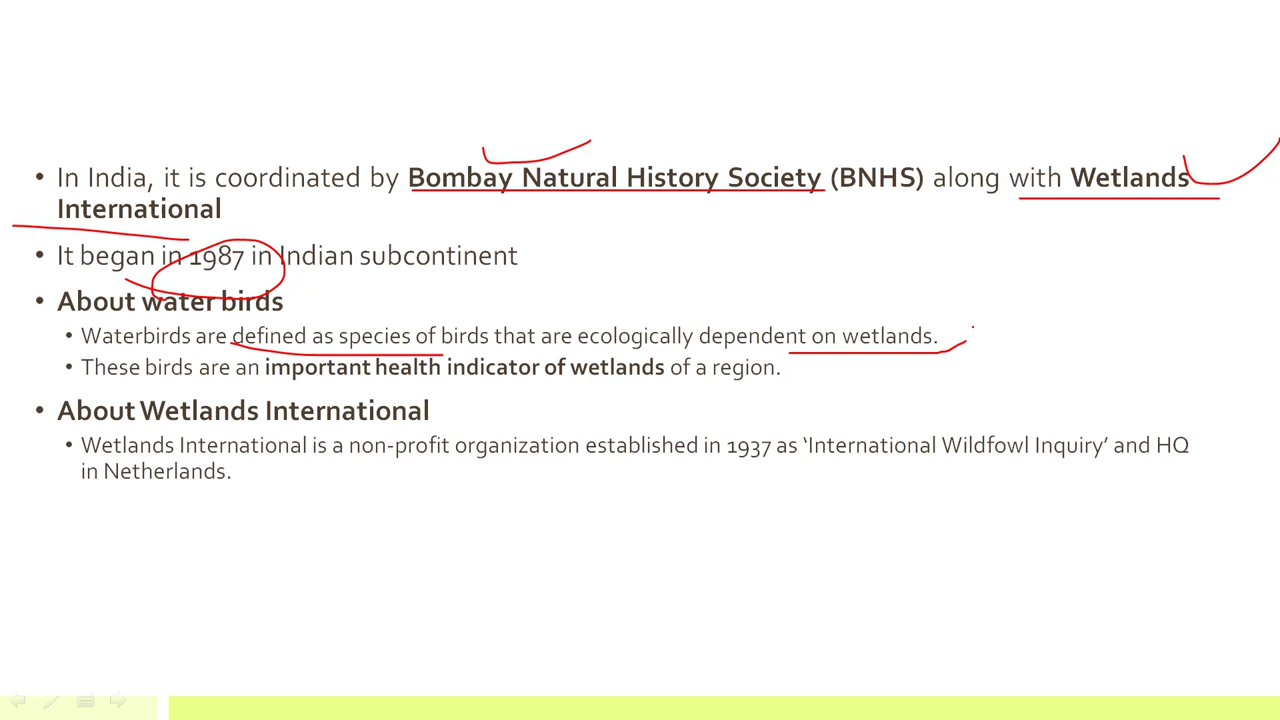 • In India, it is coordinated by Bombay Natural History Society (BNHS) along with Wetlands
International
• It began in 1987 in Indian subcontinent
• About water birds
• Waterbirds are defined as species of birds that are ecologically dependent on wetlands.
• These birds are an important health indicator of wetlands of a region.
• About Wetlands International
• Wetlands International is a non-profit organization established in 1937 as ‘International Wildfowl Inquiry’ and HQ
in Netherlands.